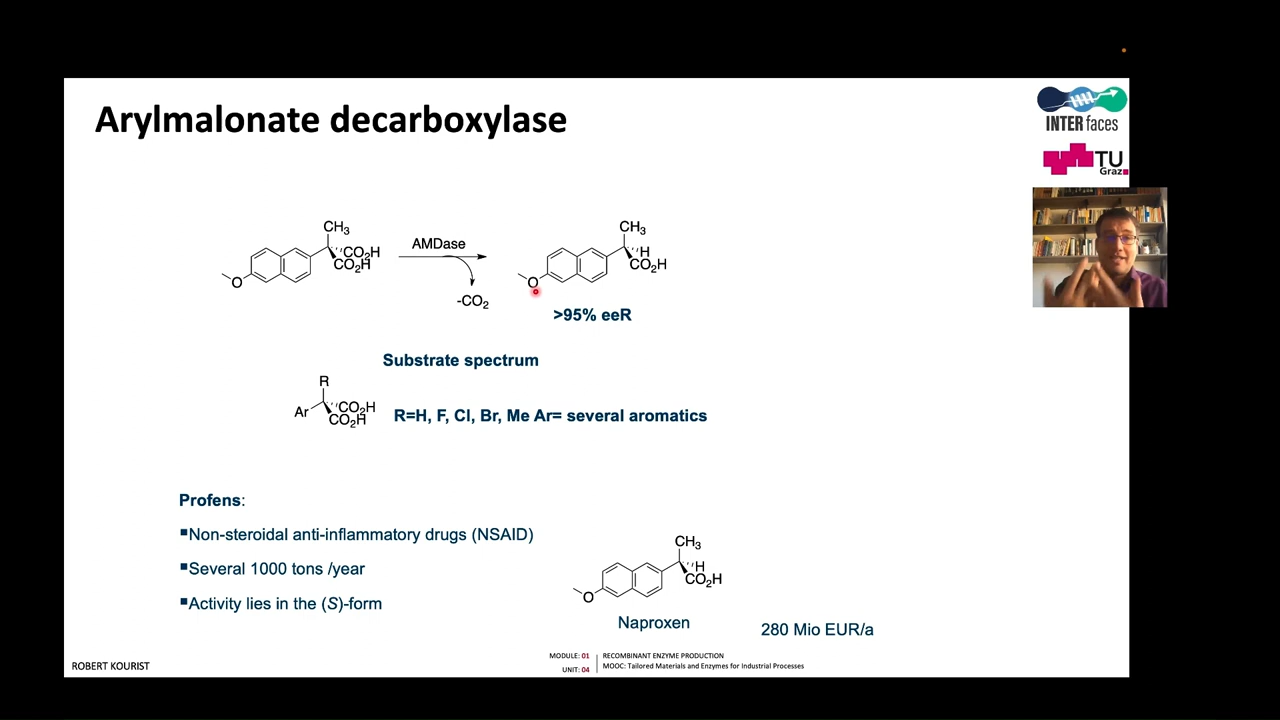 Arylmalonate decarboxylase
INTERfaces
TU
Graz
CH₃
CO₂H
CO₂H
O
AMDase
-CO₂
CH₃
H
CO₂H
O
>95% eeR
Substrate spectrum
R
Ar
CO₂H
CO₂H
R=H, F, Cl, Br, Me Ar= several aromatics
Profens:
▪Non-steroidal anti-inflammatory drugs (NSAID)
▪Several 1000 tons /year
▪Activity lies in the (S)-form
CH₃
H
CO₂H
O
Naproxen
280 Mio EUR/a
ROBERT KOURIST
MODULE: 01
UNIT: 04
RECOMBINANT ENZYME PRODUCTION
MOOC: Tailored Materials and Enzymes for Industrial Processes